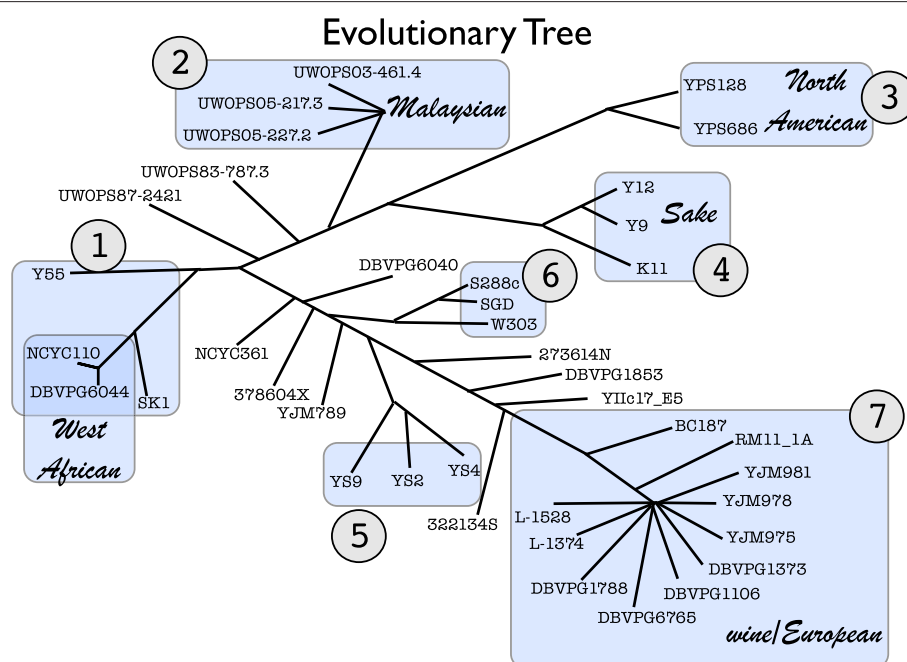 Evolutionary Tree
2
UWOPS03-461.4
UWOPS05-217.3
Malaysian
UWOPS05-227.2
YPS128
North
American
YPS686
3
UWOPS83-787.3
UWOPS87-2421
Y12
Y9
Sake
K11
4
1
Y55
NCYC110
DBVPG6044
SK1
West
African
DBVPG6040
S288c
SGD
W303
6
NCYC361
378604X
YJM789
273614N
DBVPG1853
YIIc17_E5
YS9
YS2
YS4
5
322134S
7
BC187
RM11_1A
YJM981
YJM978
YJM975
L-1528
L-1374
DBVPG1373
DBVPG1788
DBVPG1106
DBVPG6765
wine/European